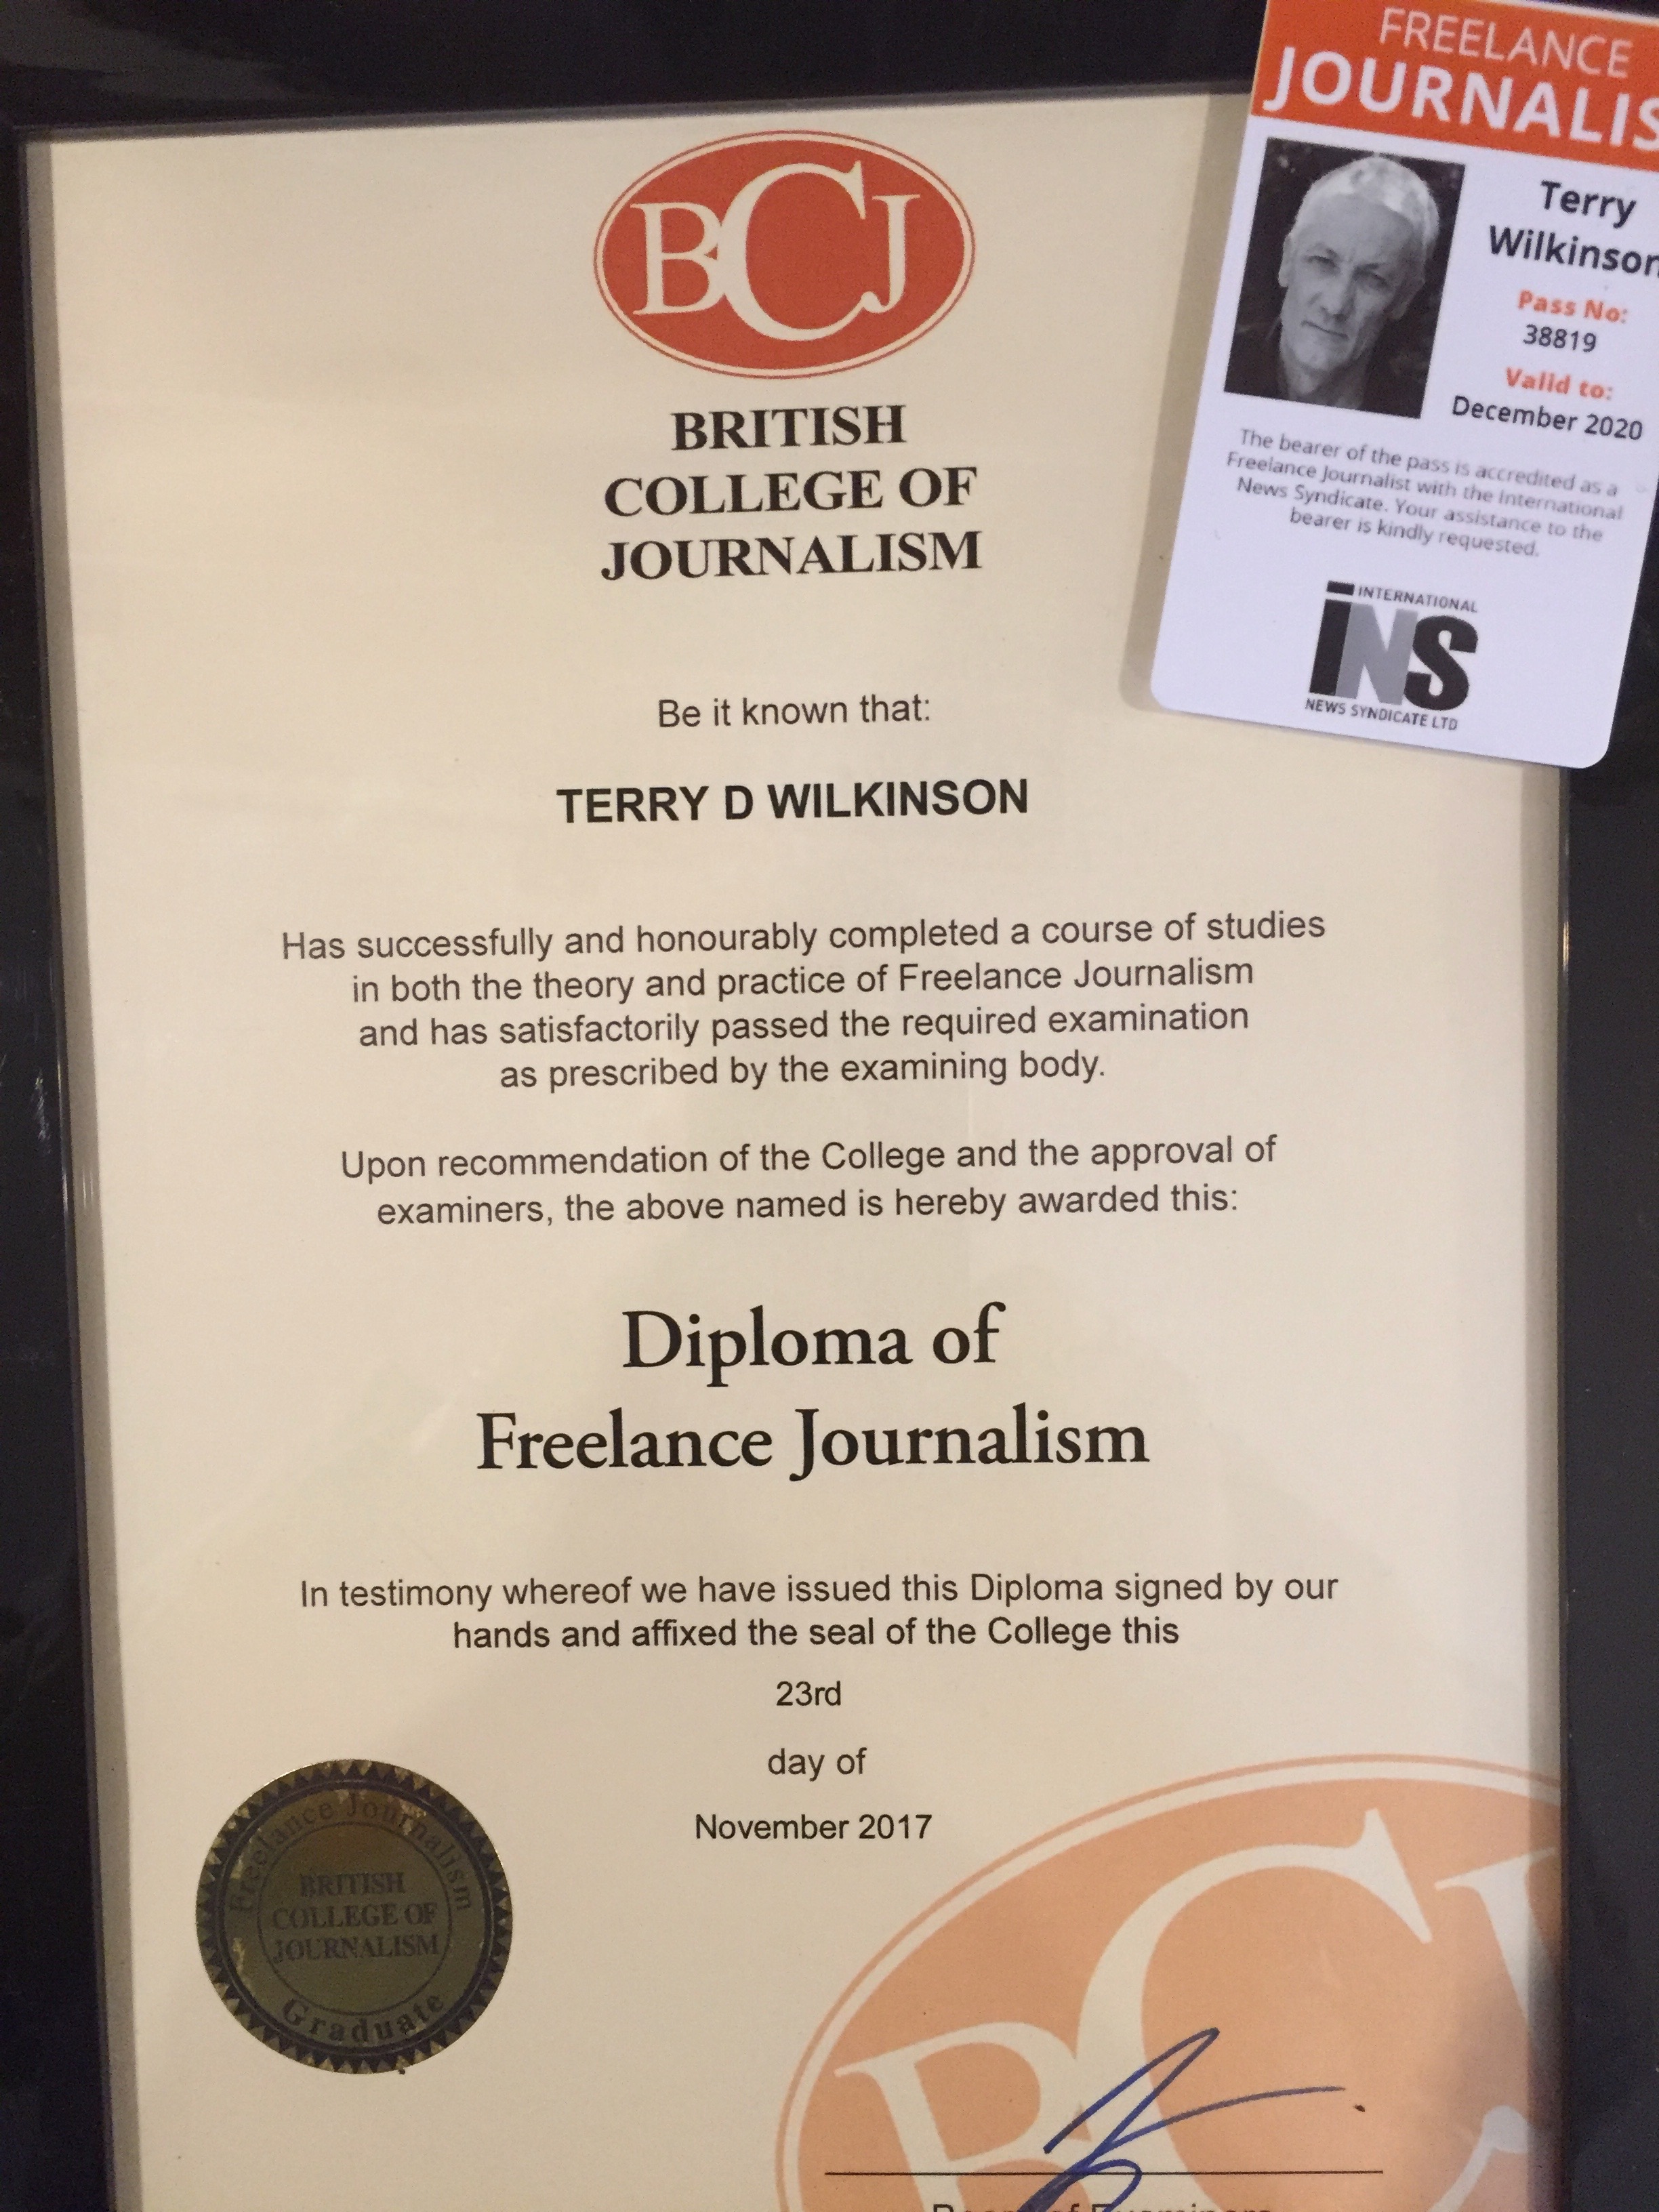 BCJ
BRITISH
COLLEGE OF
JOURNALISM
Be it known that:
TERRY D WILKINSON
Has successfully and honourably completed a course of studies
in both the theory and practice of Freelance Journalism
and has satisfactorily passed the required examination
as prescribed by the examining body.
Upon recommendation of the College and the approval of
examiners, the above named is hereby awarded this:
Diploma of
Freelance Journalism
In testimony whereof we have issued this Diploma signed by our
hands and affixed the seal of the College this
23rd
day of
November 2017
Freelance Journalism
BRITISH
COLLEGE OF
JOURNALISM
Graduate
BCJ
FREELANCE
JOURNALIS
Terry
Wilkinson
Pass No:
38819
Valid to:
December 2020
The bearer of the pass is accredited as a
Freelance Journalist with the International
News Syndicate. Your assistance to the
bearer is kindly requested.
INTERNATIONAL
iNS
NEWS SYNDICATE LTD